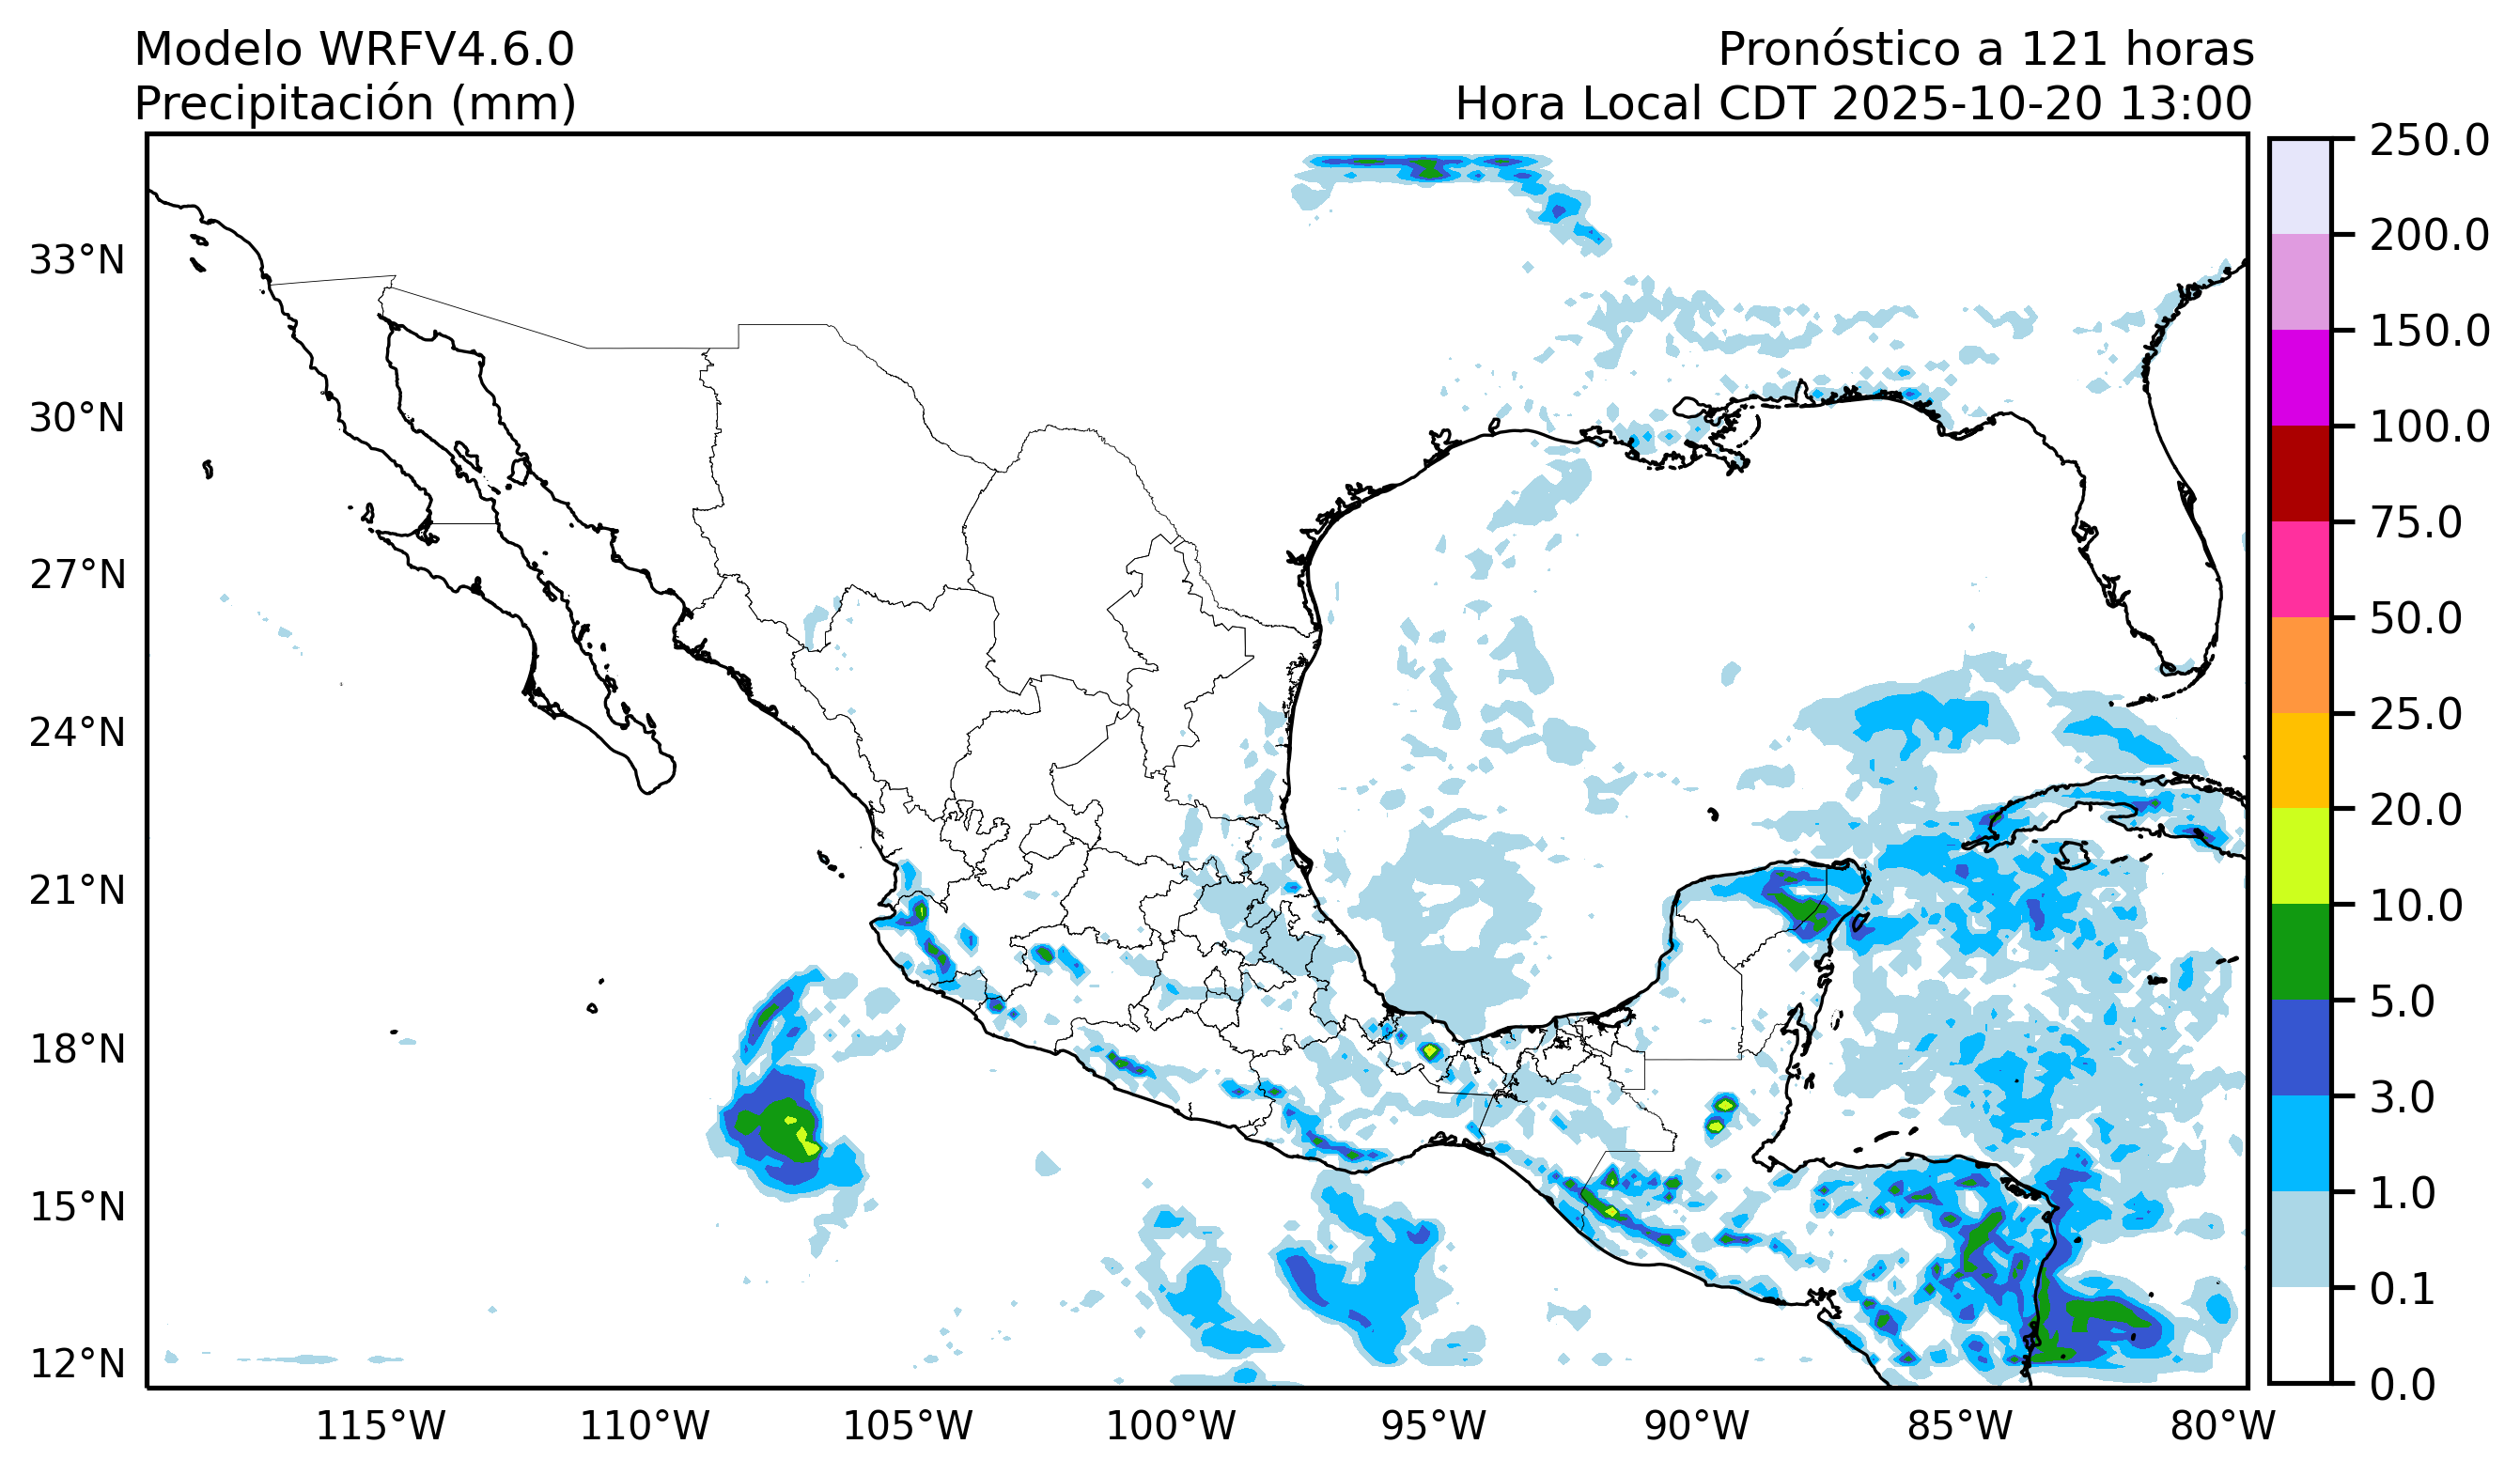 Modelo WRFV4.6.0
Precipitación (mm)
Pronóstico a 121 horas
Hora Local CDT 2025-10-20 13:00
33°N
30°N
27°N
24°N
21°N
18°N
15°N
12°N
115°W
110°W
105°W
100°W
95°W
90°W
85°W
80°W
250.0
200.0
150.0
100.0
75.0
50.0
25.0
20.0
10.0
5.0
3.0
1.0
0.1
0.0